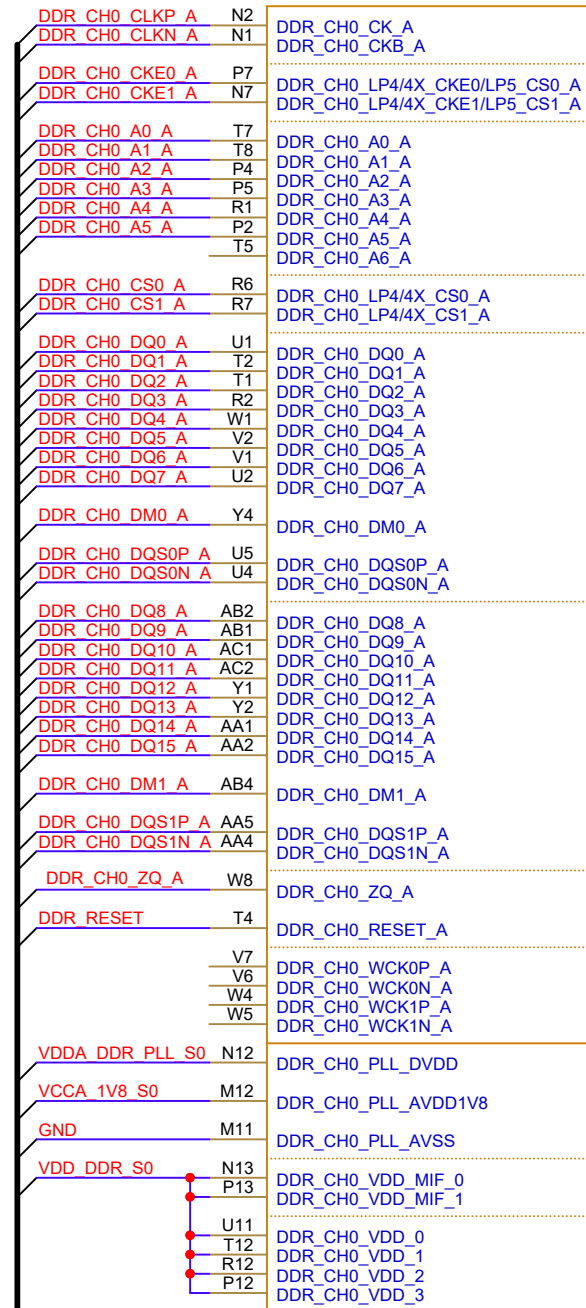 DDR_CH0_CLKP_A N2 DDR_CH0_CK_A
DDR_CH0_CLKN_A N1 DDR_CH0_CKB_A
DDR_CH0_CKE0_A P7 DDR_CH0_LP4/4X_CKE0/LP5_CS0_A
DDR_CH0_CKE1_A N7 DDR_CH0_LP4/4X_CKE1/LP5_CS1_A
DDR_CH0_A0_A T7 DDR_CH0_A0_A
DDR_CH0_A1_A T8 DDR_CH0_A1_A
DDR_CH0_A2_A P4 DDR_CH0_A2_A
DDR_CH0_A3_A P5 DDR_CH0_A3_A
DDR_CH0_A4_A R1 DDR_CH0_A4_A
DDR_CH0_A5_A P2 DDR_CH0_A5_A
T5 DDR_CH0_A6_A
DDR_CH0_CS0_A R6 DDR_CH0_LP4/4X_CS0_A
DDR_CH0_CS1_A R7 DDR_CH0_LP4/4X_CS1_A
DDR_CH0_DQ0_A U1 DDR_CH0_DQ0_A
DDR_CH0_DQ1_A T2 DDR_CH0_DQ1_A
DDR_CH0_DQ2_A T1 DDR_CH0_DQ2_A
DDR_CH0_DQ3_A R2 DDR_CH0_DQ3_A
DDR_CH0_DQ4_A W1 DDR_CH0_DQ4_A
DDR_CH0_DQ5_A V2 DDR_CH0_DQ5_A
DDR_CH0_DQ6_A V1 DDR_CH0_DQ6_A
DDR_CH0_DQ7_A U2 DDR_CH0_DQ7_A
DDR_CH0_DM0_A Y4 DDR_CH0_DM0_A
DDR_CH0_DQS0P_A U5 DDR_CH0_DQS0P_A
DDR_CH0_DQS0N_A U4 DDR_CH0_DQS0N_A
DDR_CH0_DQ8_A AB2 DDR_CH0_DQ8_A
DDR_CH0_DQ9_A AB1 DDR_CH0_DQ9_A
DDR_CH0_DQ10_A AC1 DDR_CH0_DQ10_A
DDR_CH0_DQ11_A AC2 DDR_CH0_DQ11_A
DDR_CH0_DQ12_A Y1 DDR_CH0_DQ12_A
DDR_CH0_DQ13_A Y2 DDR_CH0_DQ13_A
DDR_CH0_DQ14_A AA1 DDR_CH0_DQ14_A
DDR_CH0_DQ15_A AA2 DDR_CH0_DQ15_A
DDR_CH0_DM1_A AB4 DDR_CH0_DM1_A
DDR_CH0_DQS1P_A AA5 DDR_CH0_DQS1P_A
DDR_CH0_DQS1N_A AA4 DDR_CH0_DQS1N_A
DDR_CH0_ZQ_A W8 DDR_CH0_ZQ_A
DDR_RESET T4 DDR_CH0_RESET_A
V7 DDR_CH0_WCK0P_A
V6 DDR_CH0_WCK0N_A
W4 DDR_CH0_WCK1P_A
W5 DDR_CH0_WCK1N_A
VDDA_DDR_PLL_S0 N12 DDR_CH0_PLL_DVDD
VCCA_1V8_S0 M12 DDR_CH0_PLL_AVDD1V8
GND M11 DDR_CH0_PLL_AVSS
VDD_DDR_S0 N13 DDR_CH0_VDD_MIF_0
P13 DDR_CH0_VDD_MIF_1
U11 DDR_CH0_VDD_0
T12 DDR_CH0_VDD_1
R12 DDR_CH0_VDD_2
P12 DDR_CH0_VDD_3